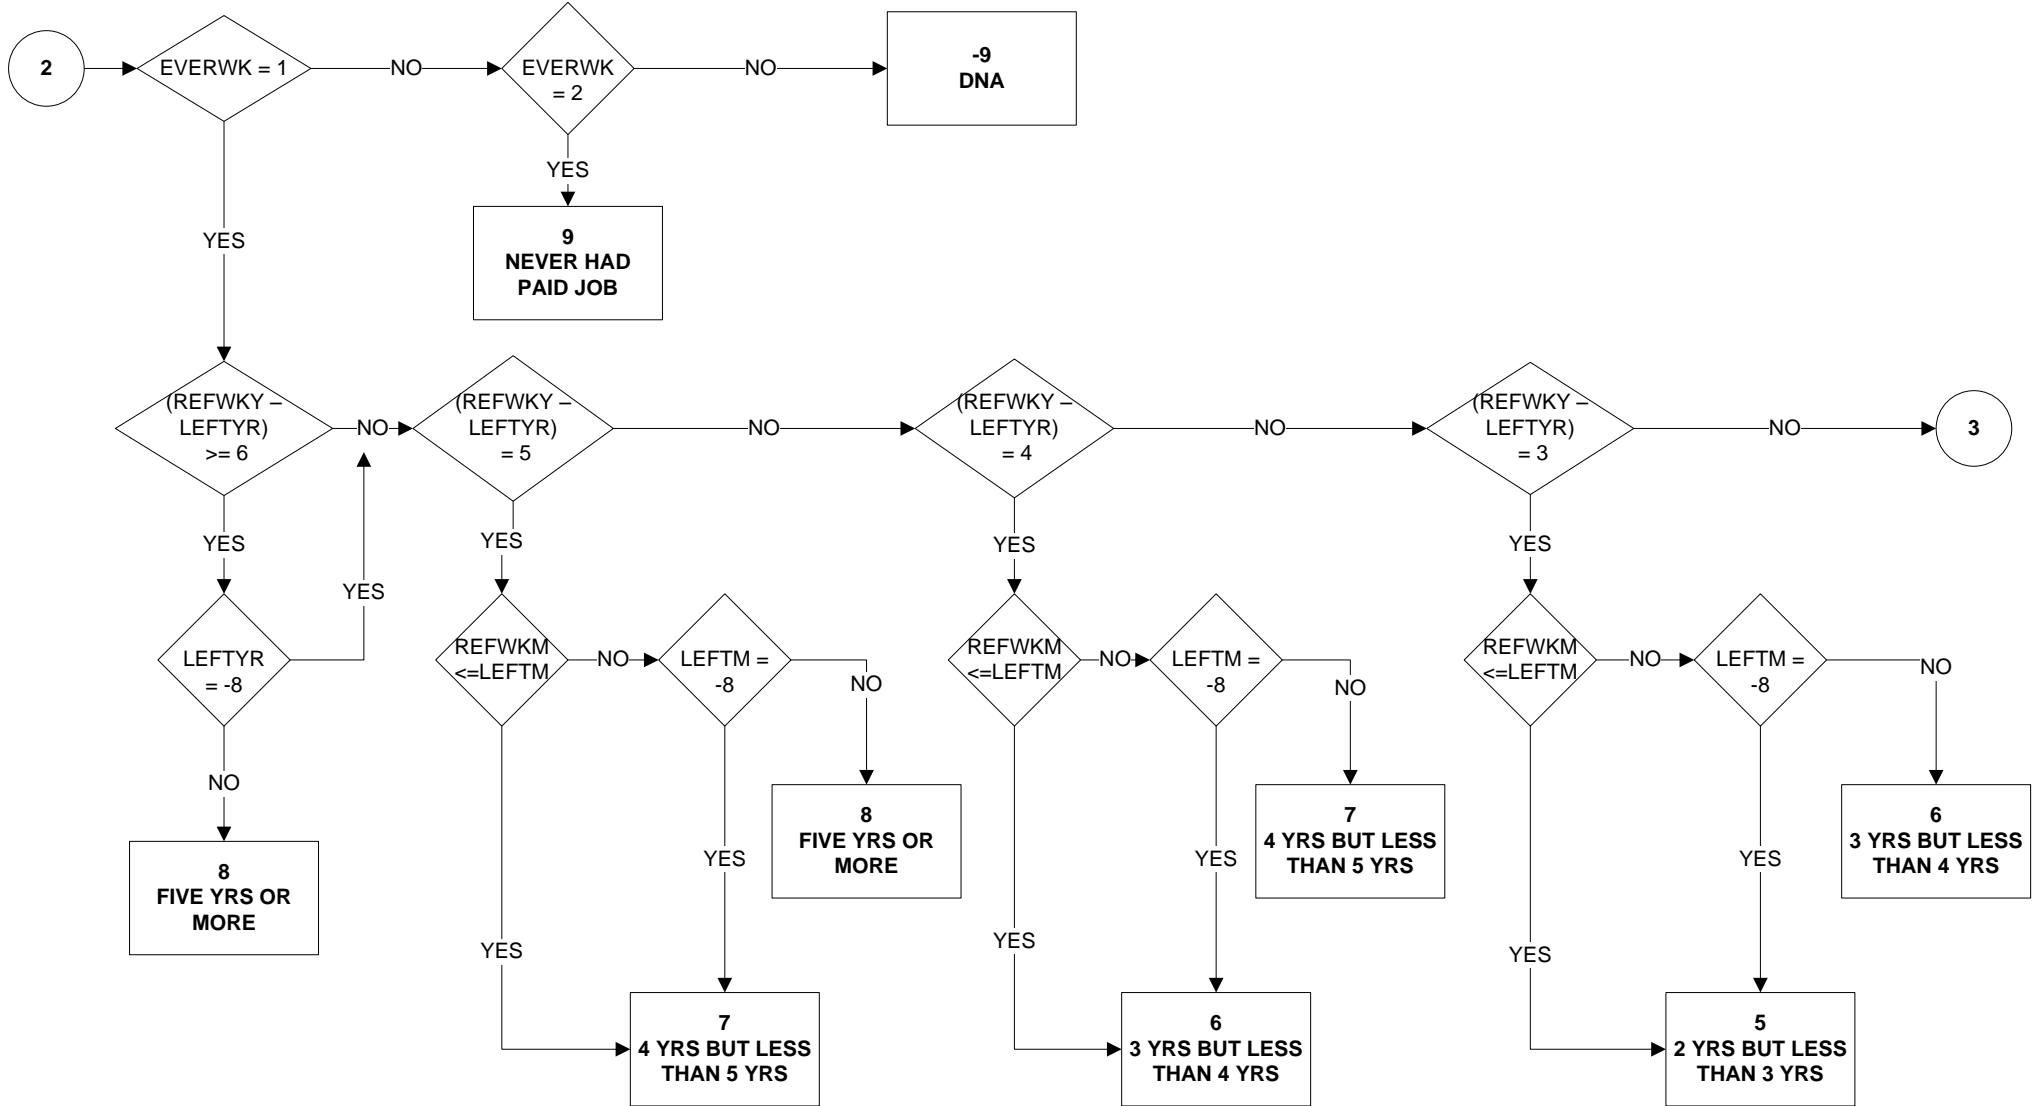 2
EVERWK = 1
NO
EVERWK
= 2
NO
-9
DNA
YES
YES
9
NEVER HAD
PAID JOB
(REFWKY –
LEFTYR)
>= 6
NO
(REFWKY –
LEFTYR)
= 5
NO
(REFWKY –
LEFTYR)
= 4
NO
(REFWKY –
LEFTYR)
= 3
NO
3
YES
YES
YES
YES
YES
LEFTYR
= -8
REFWKM
<=LEFTM
NO
LEFTM =
-8
NO
REFWKM
<=LEFTM
NO
LEFTM =
-8
NO
REFWKM
<=LEFTM
NO
LEFTM =
-8
NO
NO
8
FIVE YRS OR
MORE
8
FIVE YRS OR
MORE
7
4 YRS BUT LESS
THAN 5 YRS
6
3 YRS BUT LESS
THAN 4 YRS
YES
YES
YES
YES
YES
YES
7
4 YRS BUT LESS
THAN 5 YRS
6
3 YRS BUT LESS
THAN 4 YRS
5
2 YRS BUT LESS
THAN 3 YRS